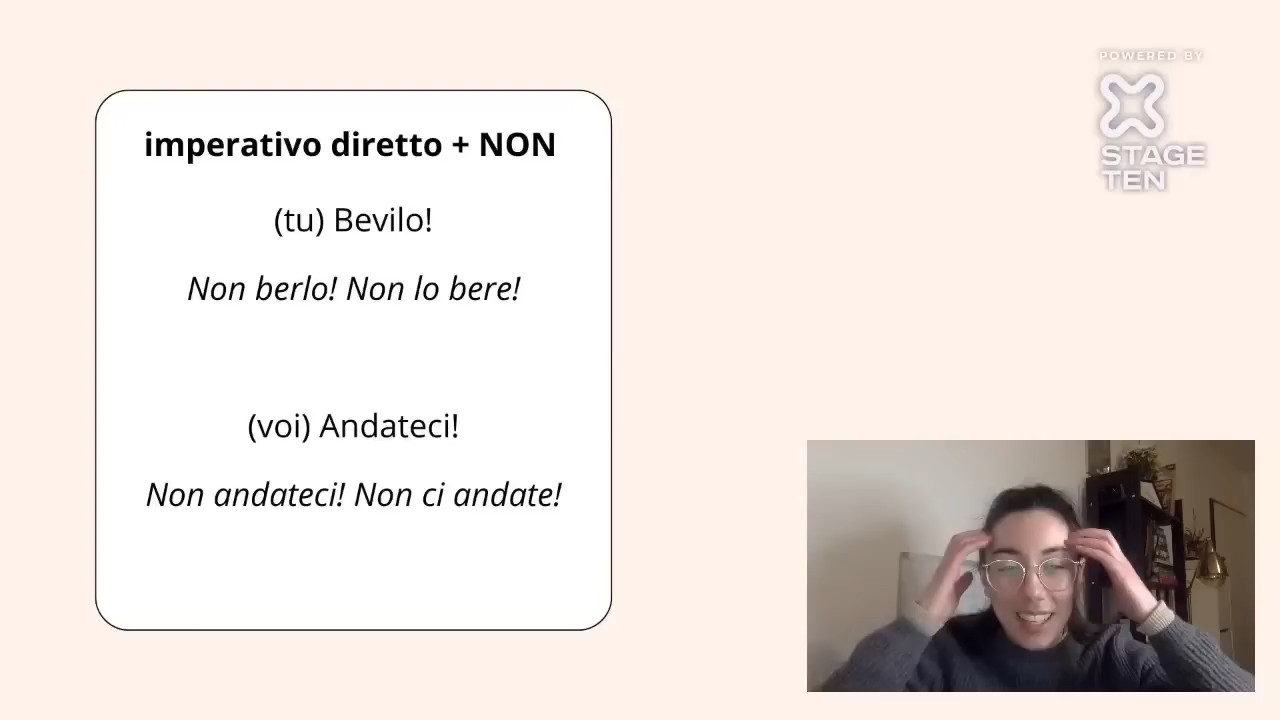 imperativo diretto + NON
(tu) Bevilo!
Non berlo! Non lo bere!
(voi) Andateci!
Non andateci! Non ci andate!
POWERED BY
STAGE
TEN